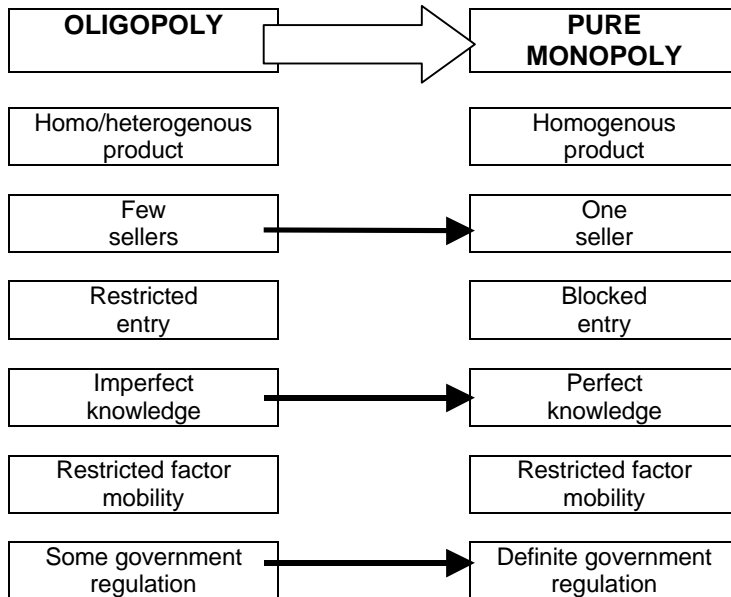 OLIGOPOLY
PURE
MONOPOLY
Homo/heterogenous
product
Homogenous
product
Few
sellers
One
seller
Restricted
entry
Blocked
entry
Imperfect
knowledge
Perfect
knowledge
Restricted factor
mobility
Restricted factor
mobility
Some government
regulation
Definite government
regulation